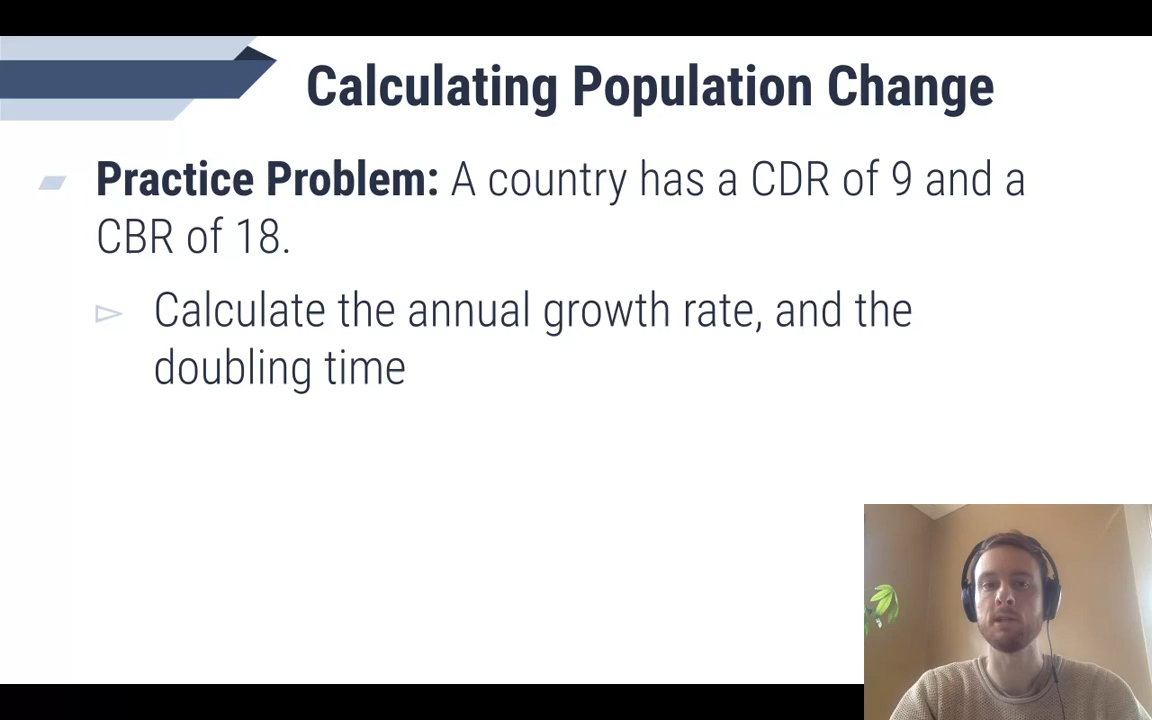 Calculating Population Change
Practice Problem: A country has a CDR of 9 and a
CBR of 18.
Calculate the annual growth rate, and the
doubling time